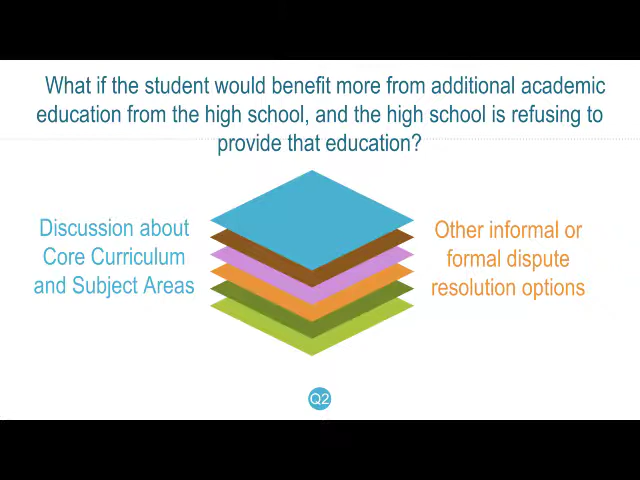 What if the student would benefit more from additional academic
education from the high school, and the high school is refusing to
provide that education?
Discussion about
Core Curriculum
and Subject Areas
Other informal or
formal dispute
resolution options
Q2